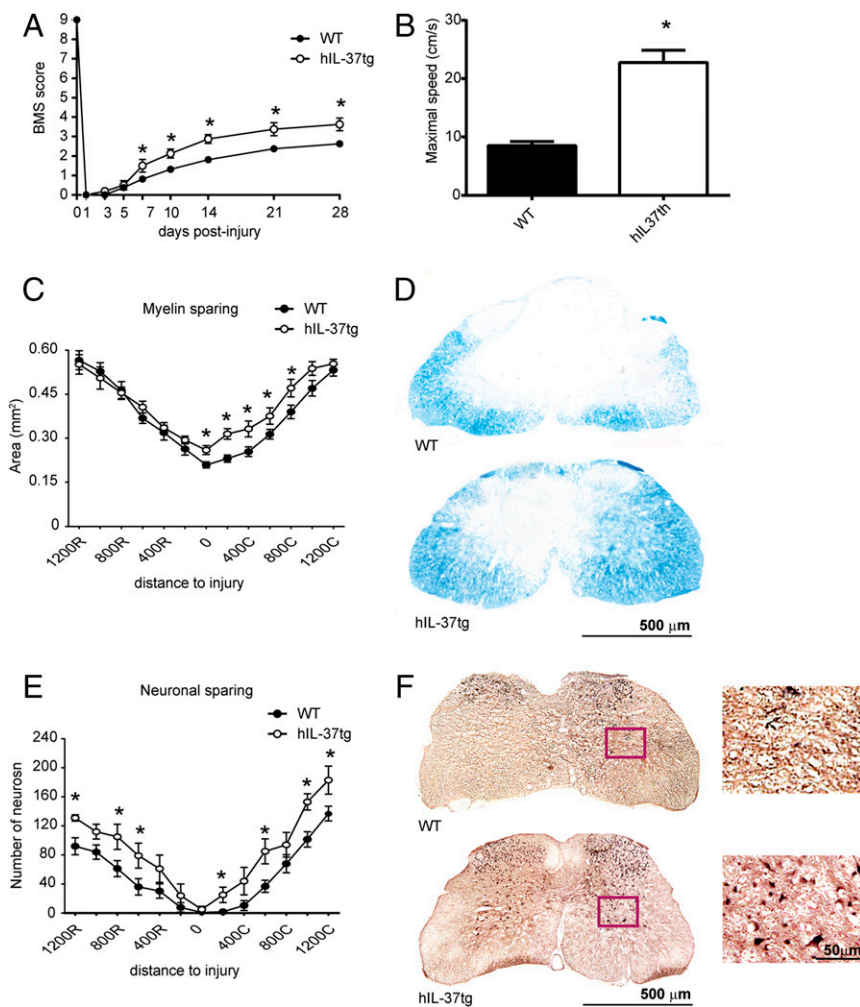 A
BMS score
9
8
7
6
5
4
3
2
1
0
WT
hIL-37tg
* * * * *
0 1 3 5 7 10 14 21 28
days post-injury
B
Maximal speed (cm/s)
30
20
10
0
*
WT
hIL37th
C
Myelin sparing
WT
hIL-37tg
Area (mm²)
0.60
0.45
0.30
0.15
0
* * * * *
1200R 800R 400R 0 400C 800C 1200C
distance to injury
D
WT
hIL-37tg
500 µm
E
Neuronal sparing
WT
hIL-37tg
Number of neurosn
240
200
160
120
80
40
0
* * * * * * *
1200R 800R 400R 0 400C 800C 1200C
distance to injury
F
WT
hIL-37tg
500 µm
50µm